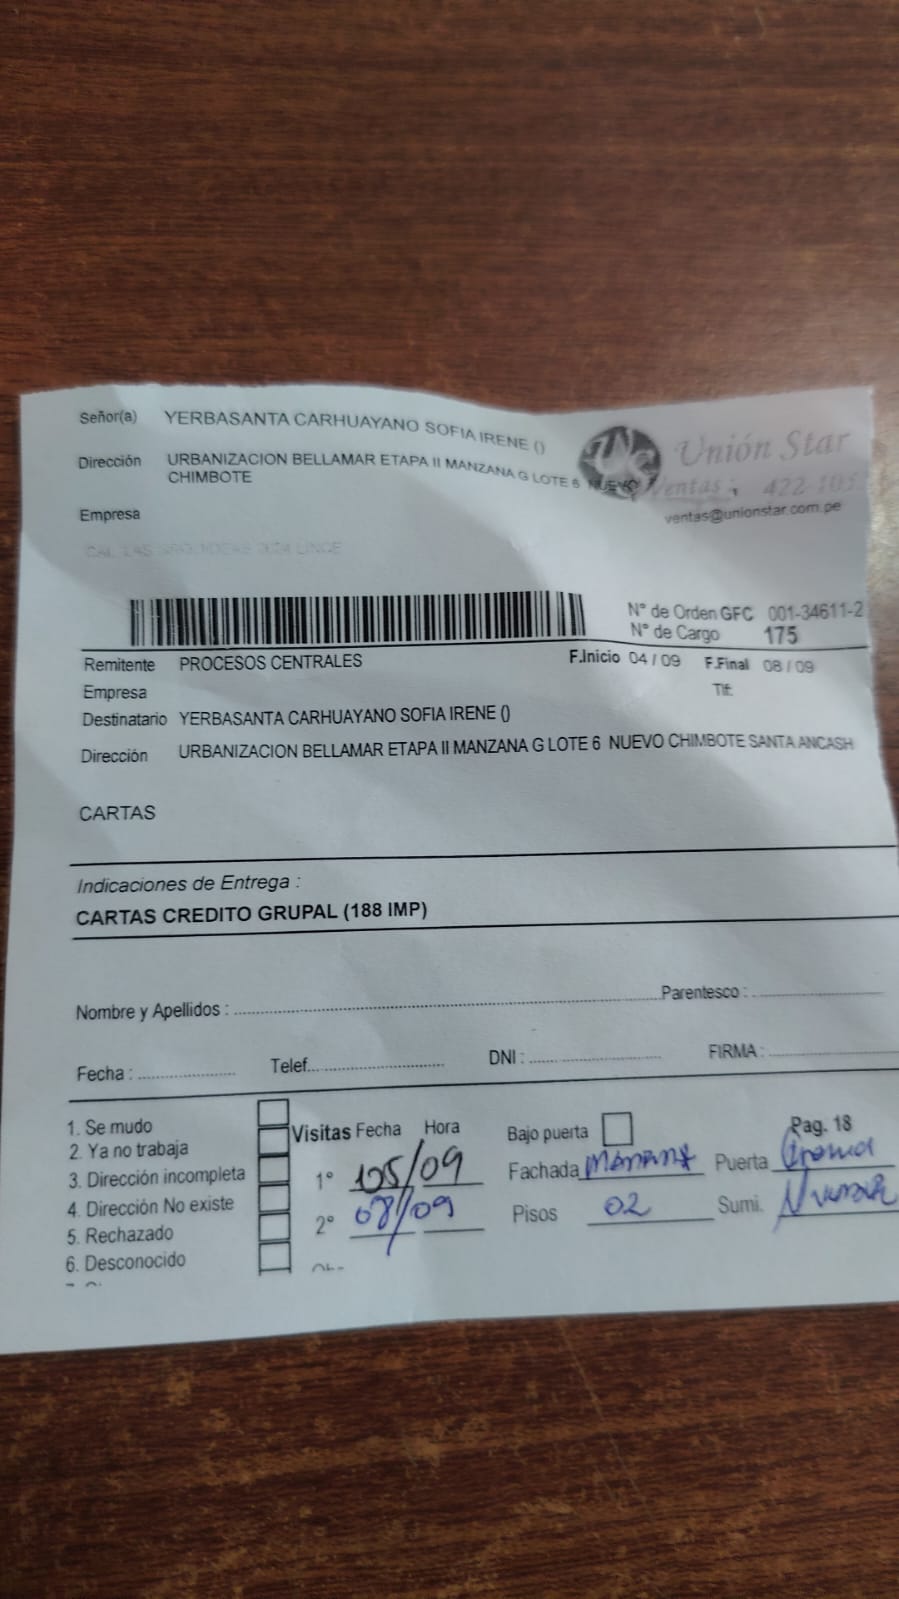 Señor(a) YERBASANTA CARHUAYANO SOFIA IRENE ()
Unión Star
Dirección URBANIZACION BELLAMAR ETAPA II MANZANA G LOTE 6 NUEVO
CHIMBOTE
Ventas: 422-105
ventas@unionstar.com.pe
Empresa
N° de Orden GFC 001-34611-2
N° de Cargo 175
Remitente PROCESOS CENTRALES F.Inicio 04 / 09 F.Final 08 / 09
Empresa Tlf:
Destinatario YERBASANTA CARHUAYANO SOFIA IRENE ()
Dirección URBANIZACION BELLAMAR ETAPA II MANZANA G LOTE 6 NUEVO CHIMBOTE SANTA ANCASH
CARTAS
Indicaciones de Entrega :
CARTAS CREDITO GRUPAL (188 IMP)
Nombre y Apellidos : Parentesco :
Fecha : Telef... DNI : FIRMA :
1. Se mudo
2. Ya no trabaja
3. Dirección incompleta
4. Dirección No existe
5. Rechazado
6. Desconocido
Visitas Fecha Hora
1° 05/09
2° 08/09
Bajo puerta Pag. 18
Fachada Puerta
Pisos 02 Sumi.